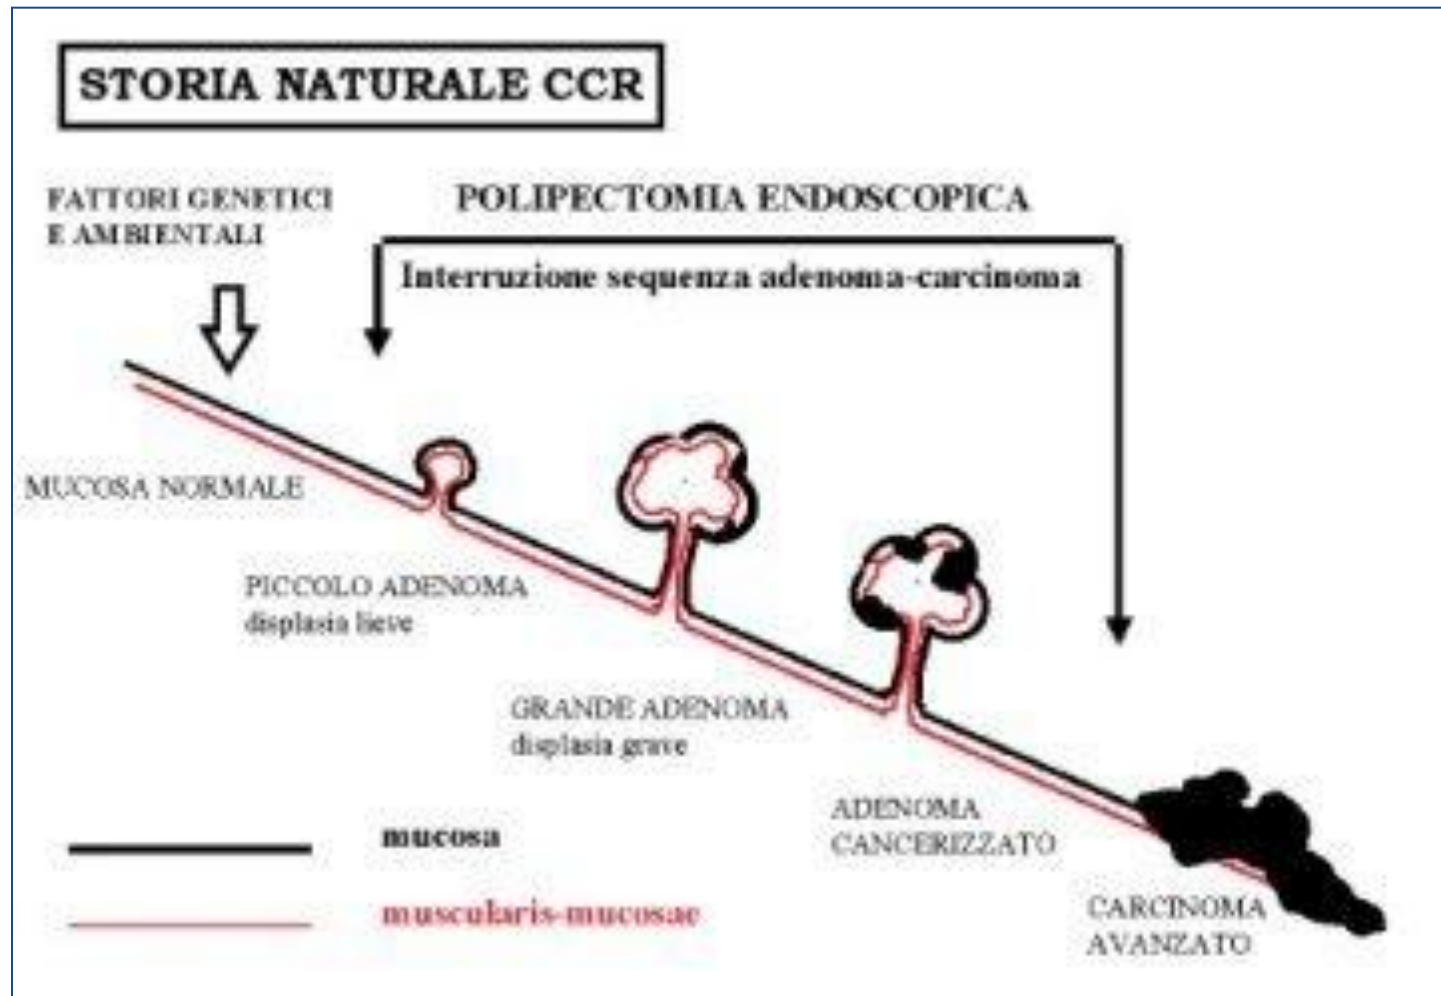 STORIA NATURALE CCR
FATTORI GENETICI
E AMBIENTALI
POLIPECTOMIA ENDOSCOPICA
Interruzione sequenza adenoma-carcinoma
MUCOSA NORMALE
PICCOLO ADENOMA
displasia lieve
GRANDE ADENOMA
displasia grave
ADENOMA
CANCERIZZATO
CARCINOMA
AVANZATO
mucosa
muscularis-mucosae